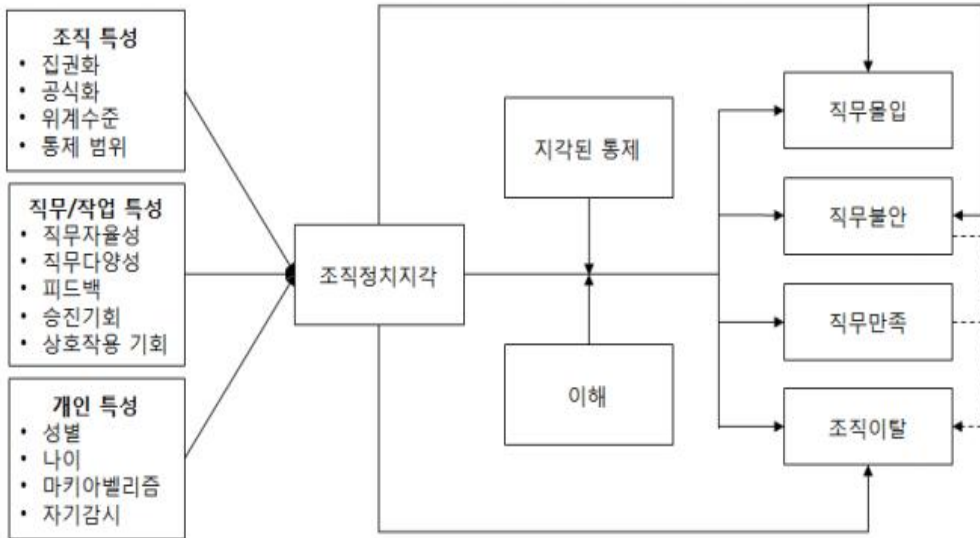 조직 특성
• 집권화
• 공식화
• 위계수준
• 통제 범위
직무/작업 특성
• 직무자율성
• 직무다양성
• 피드백
• 승진기회
• 상호작용 기회
개인 특성
• 성별
• 나이
• 마키아벨리즘
• 자기감시
조직정치지각
지각된 통제
이해
직무몰입
직무불안
직무만족
조직이탈